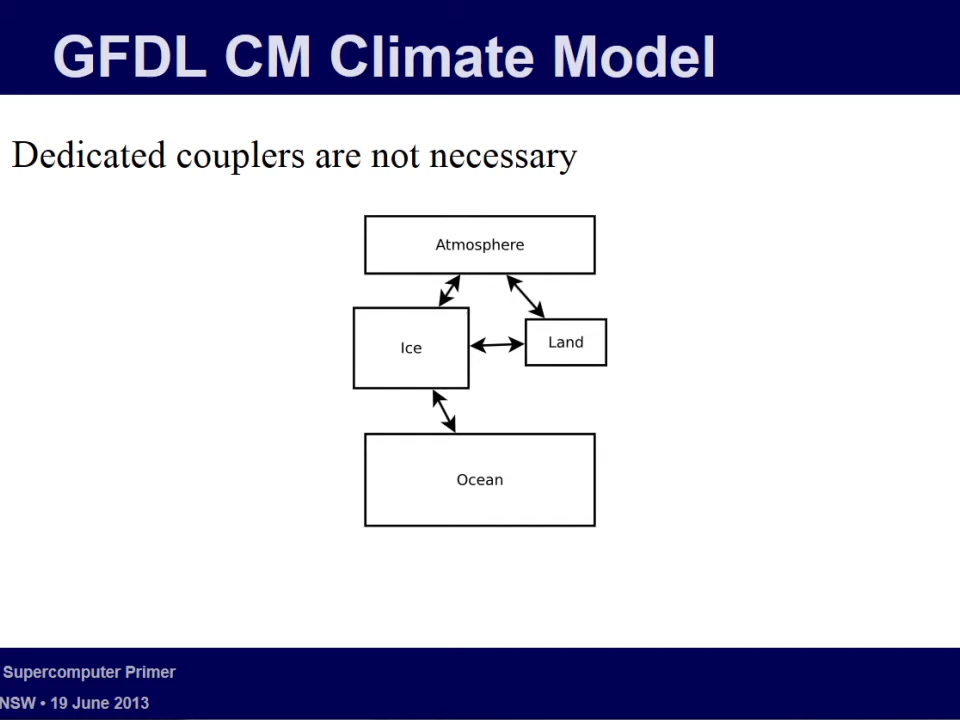 GFDL CM Climate Model
Dedicated couplers are not necessary
Atmosphere
Ice
Land
Ocean
Supercomputer Primer
NSW • 19 June 2013